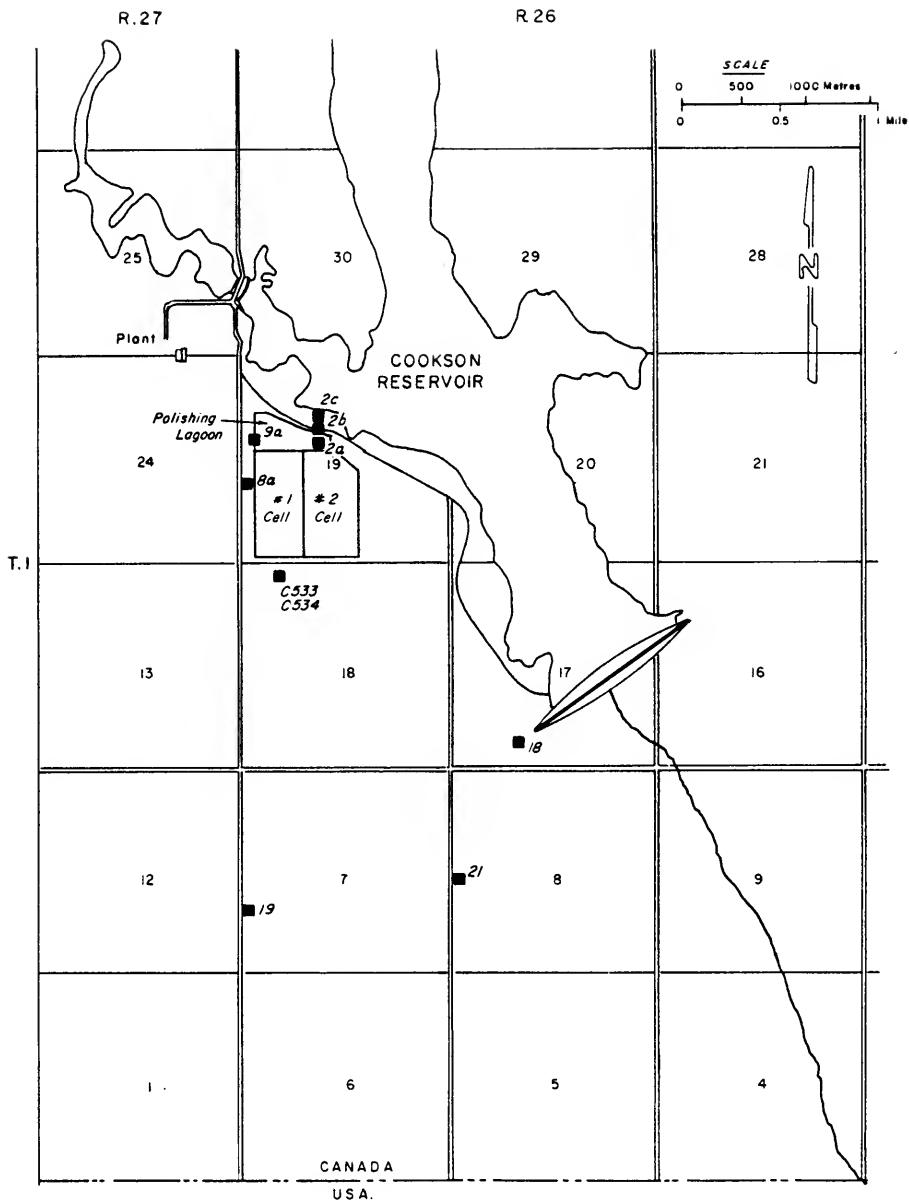 R.27
R.26
SCALE
0 500 1000 Metres
0 0.5 1 Mile
25
30
29
28
N
Plant
COOKSON
RESERVOIR
2c
2b
2a
Polishing
Lagoon
9a
24
19
20
21
8a
#1
Cell
#2
Cell
T.1
C533
C534
13
18
17
16
18
12
7
21
8
9
19
1
6
5
4
CANADA
U.S.A.